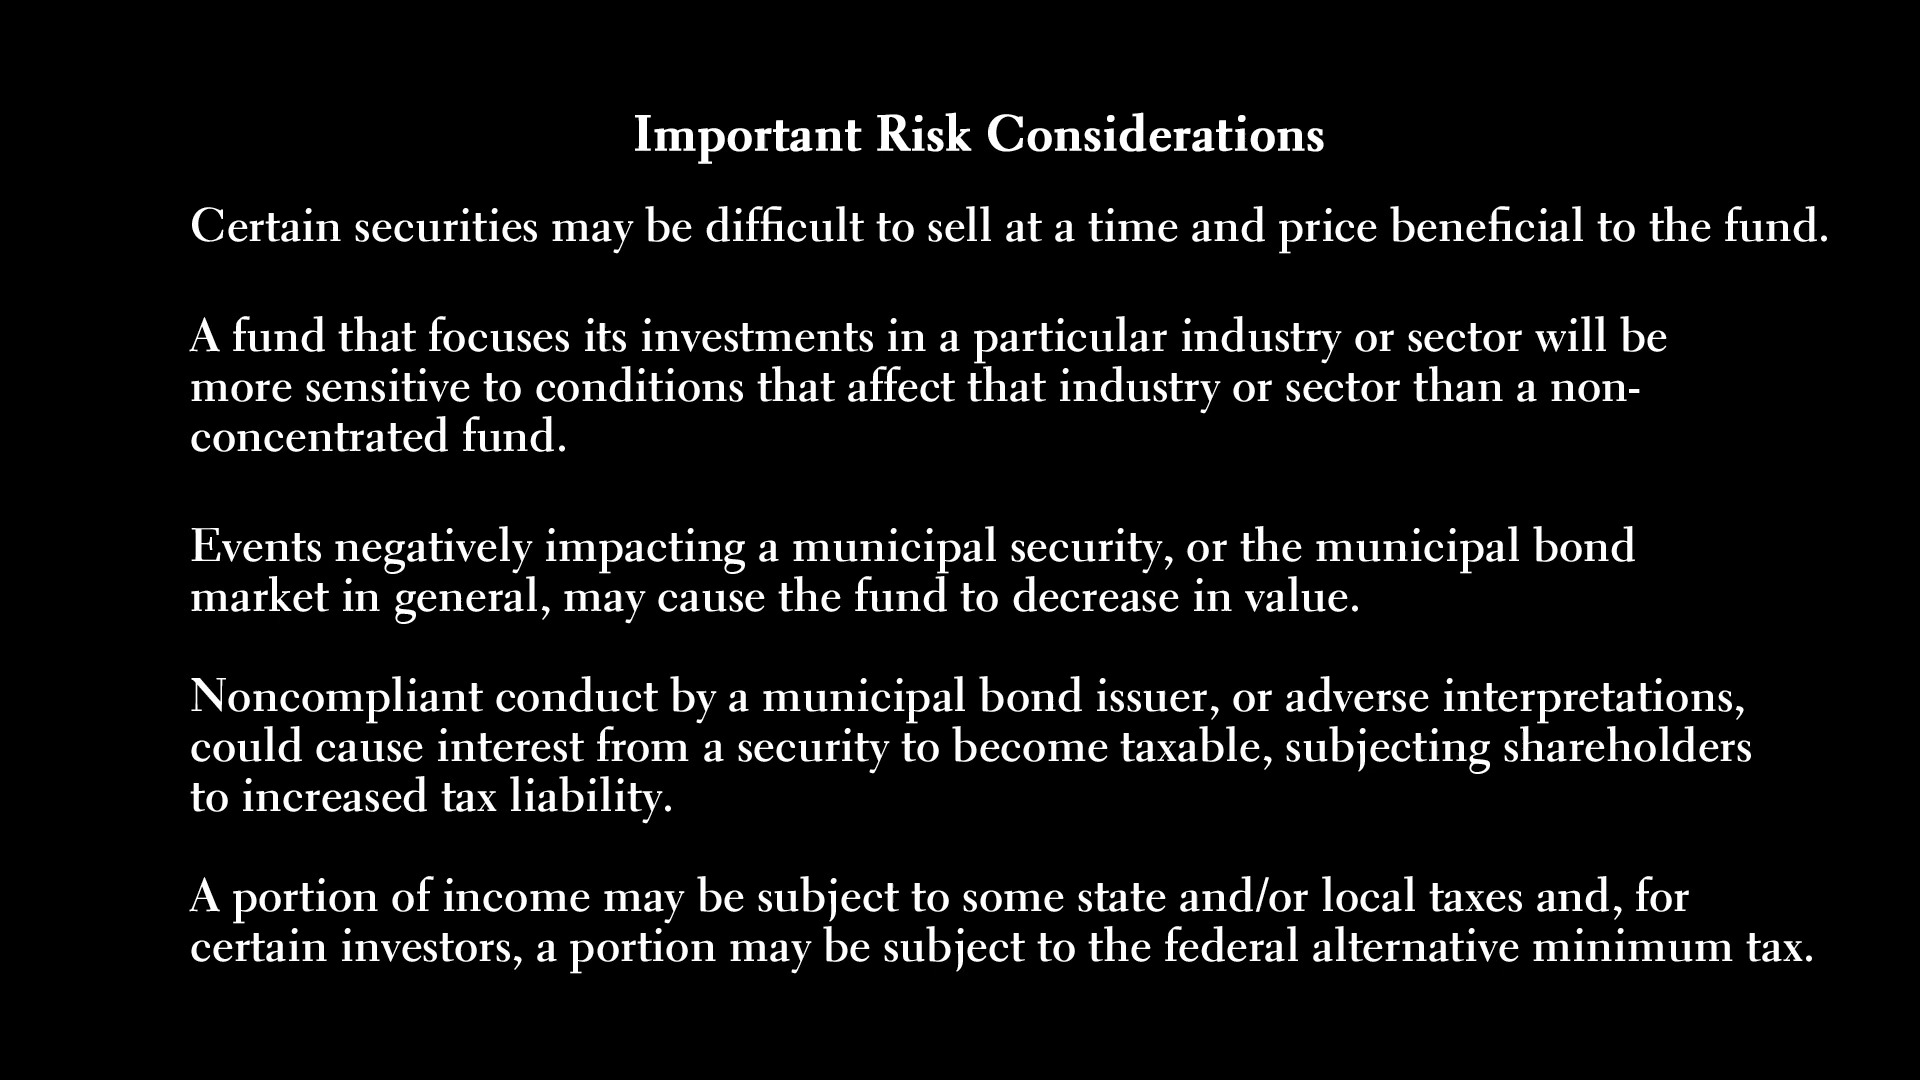 Important Risk Considerations
Certain securities may be difficult to sell at a time and price beneficial to the fund.
A fund that focuses its investments in a particular industry or sector will be
more sensitive to conditions that affect that industry or sector than a non-
concentrated fund.
Events negatively impacting a municipal security, or the municipal bond
market in general, may cause the fund to decrease in value.
Noncompliant conduct by a municipal bond issuer, or adverse interpretations,
could cause interest from a security to become taxable, subjecting shareholders
to increased tax liability.
A portion of income may be subject to some state and/or local taxes and, for
certain investors, a portion may be subject to the federal alternative minimum tax.